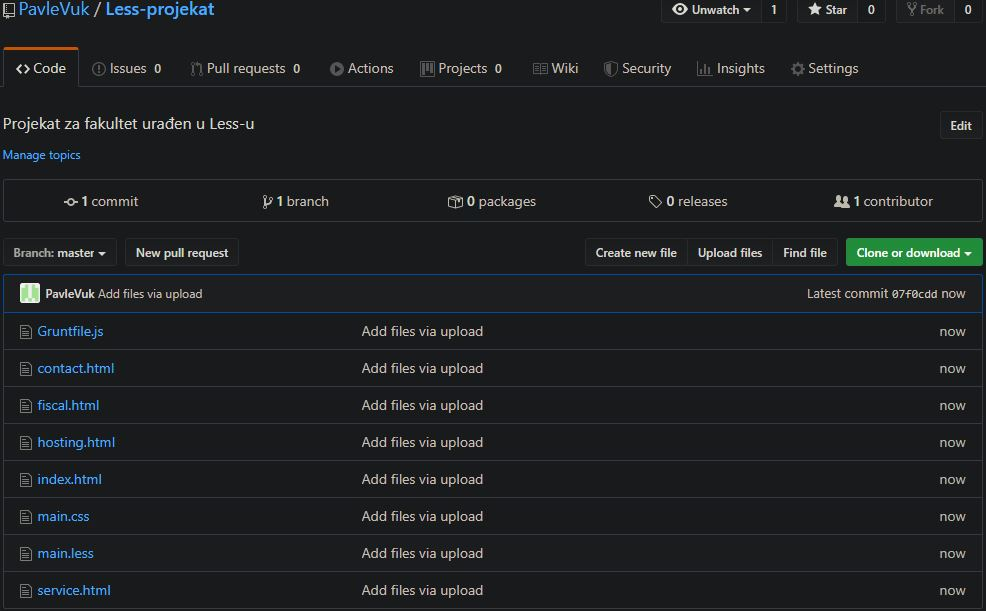 PavleVuk / Less-projekat
Unwatch 1 Star 0 Fork 0
Code Issues 0 Pull requests 0 Actions Projects 0 Wiki Security Insights Settings
Projekat za fakultet urađen u Less-u Edit
Manage topics
1 commit 1 branch 0 packages 0 releases 1 contributor
Branch: master New pull request Create new file Upload files Find file Clone or download
PavleVuk Add files via upload Latest commit 07f0cdd now
Gruntfile.js Add files via upload now
contact.html Add files via upload now
fiscal.html Add files via upload now
hosting.html Add files via upload now
index.html Add files via upload now
main.css Add files via upload now
main.less Add files via upload now
service.html Add files via upload now